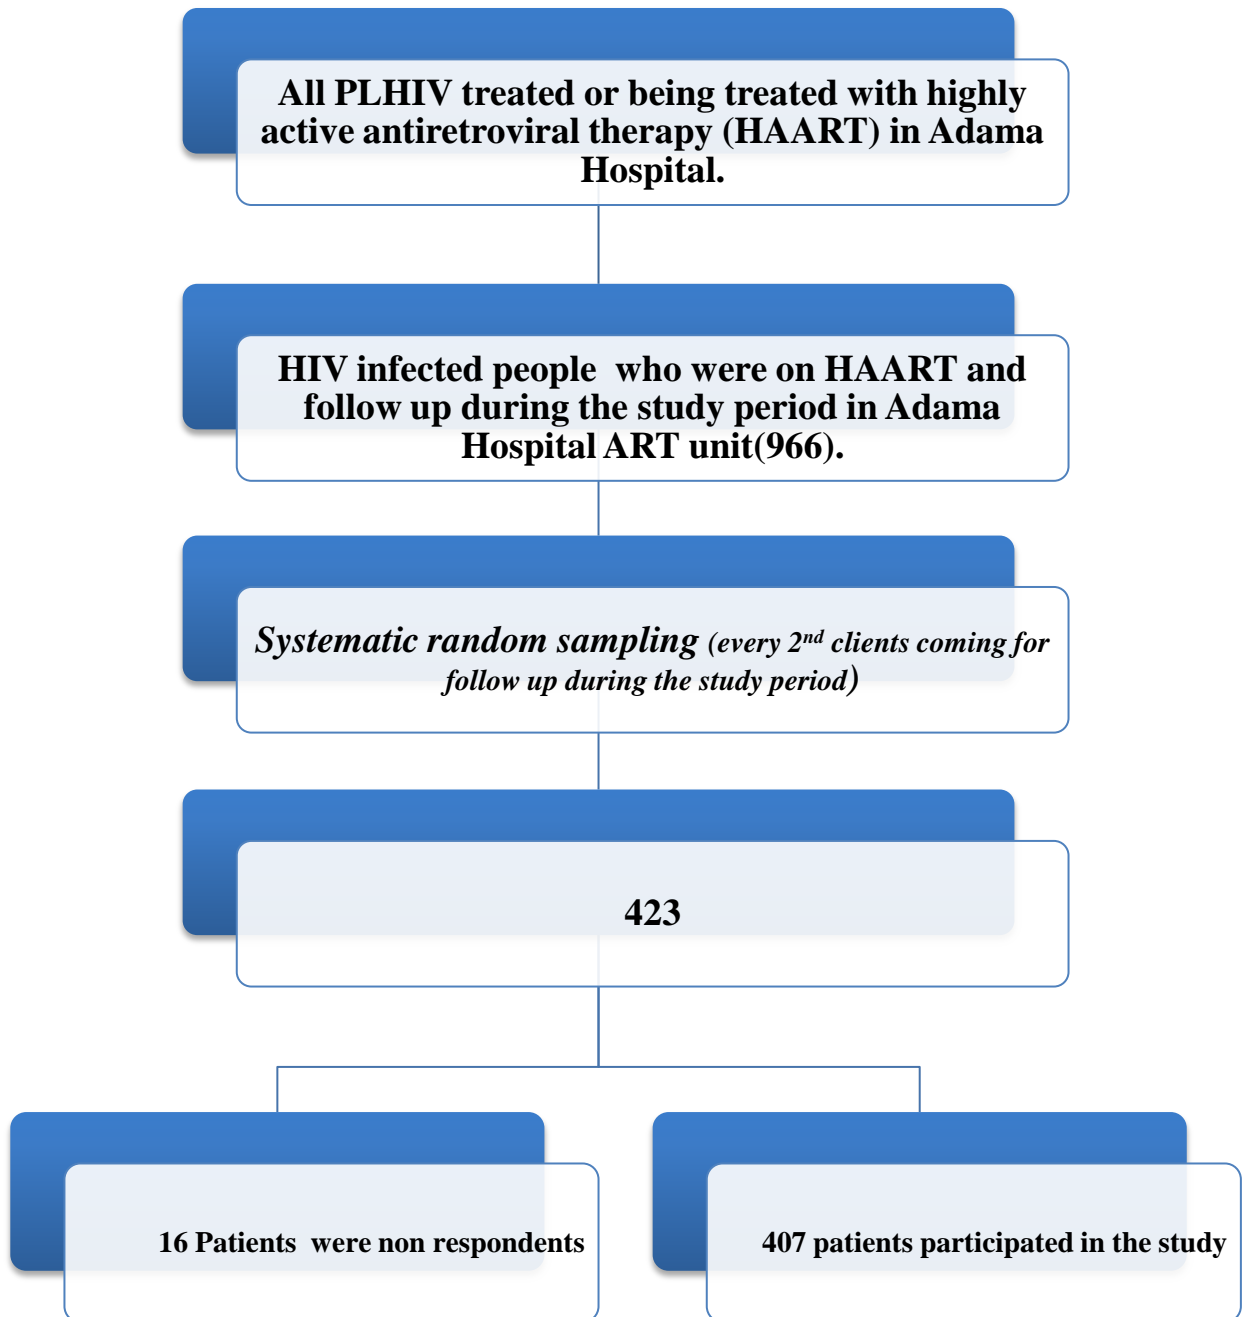 All PLHIV treated or being treated with highly
active antiretroviral therapy (HAART) in Adama
Hospital.
HIV infected people who were on HAART and
follow up during the study period in Adama
Hospital ART unit(966).
Systematic random sampling (every 2nd clients coming for
follow up during the study period)
423
16 Patients were non respondents
407 patients participated in the study